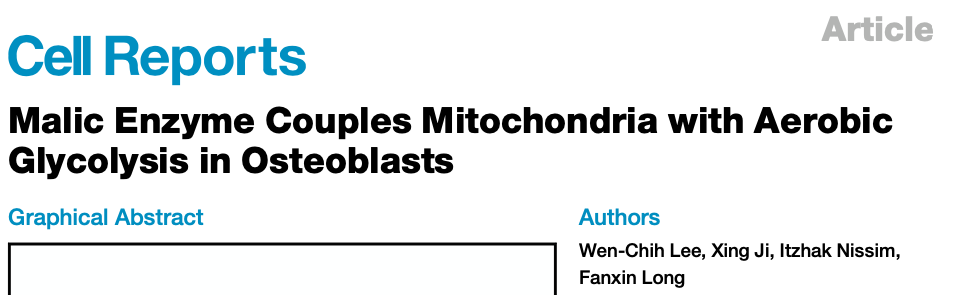 Article
Cell Reports
Malic Enzyme Couples Mitochondria with Aerobic
Glycolysis in Osteoblasts
Graphical Abstract
Authors
Wen-Chih Lee, Xing Ji, Itzhak Nissim,
Fanxin Long